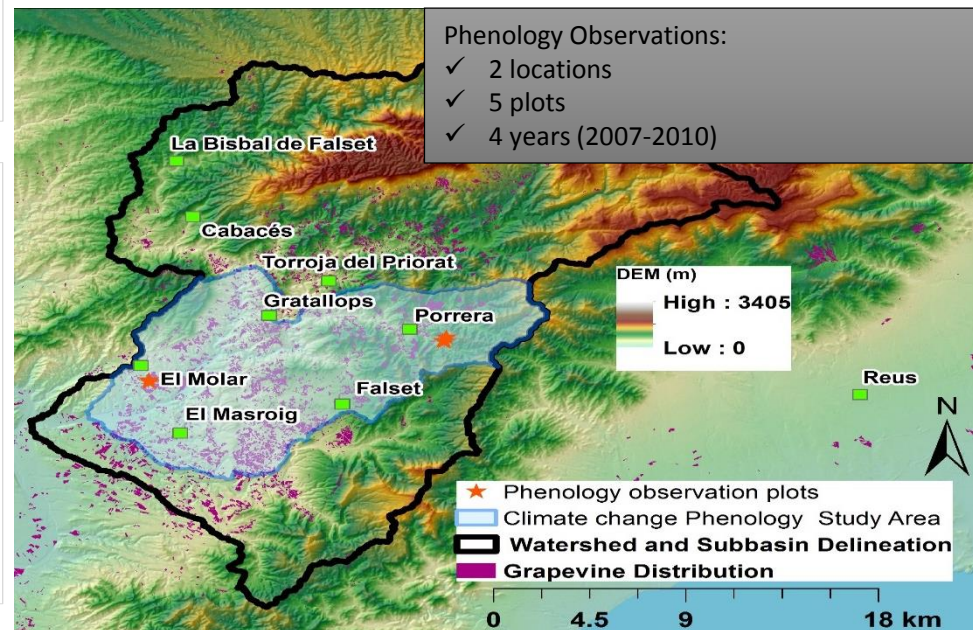 Phenology Observations:
✓ 2 locations
✓ 5 plots
✓ 4 years (2007-2010)
La Bisbal de Falset
Cabacés
Torroja del Priorat
Gratallops
Porrera
DEM (m)
High : 3405
Low : 0
El Molar
Falset
Reus
El Masroig
N
Phenology observation plots
Climate change Phenology Study Area
Watershed and Subbasin Delineation
Grapevine Distribution
0 4.5 9 18 km